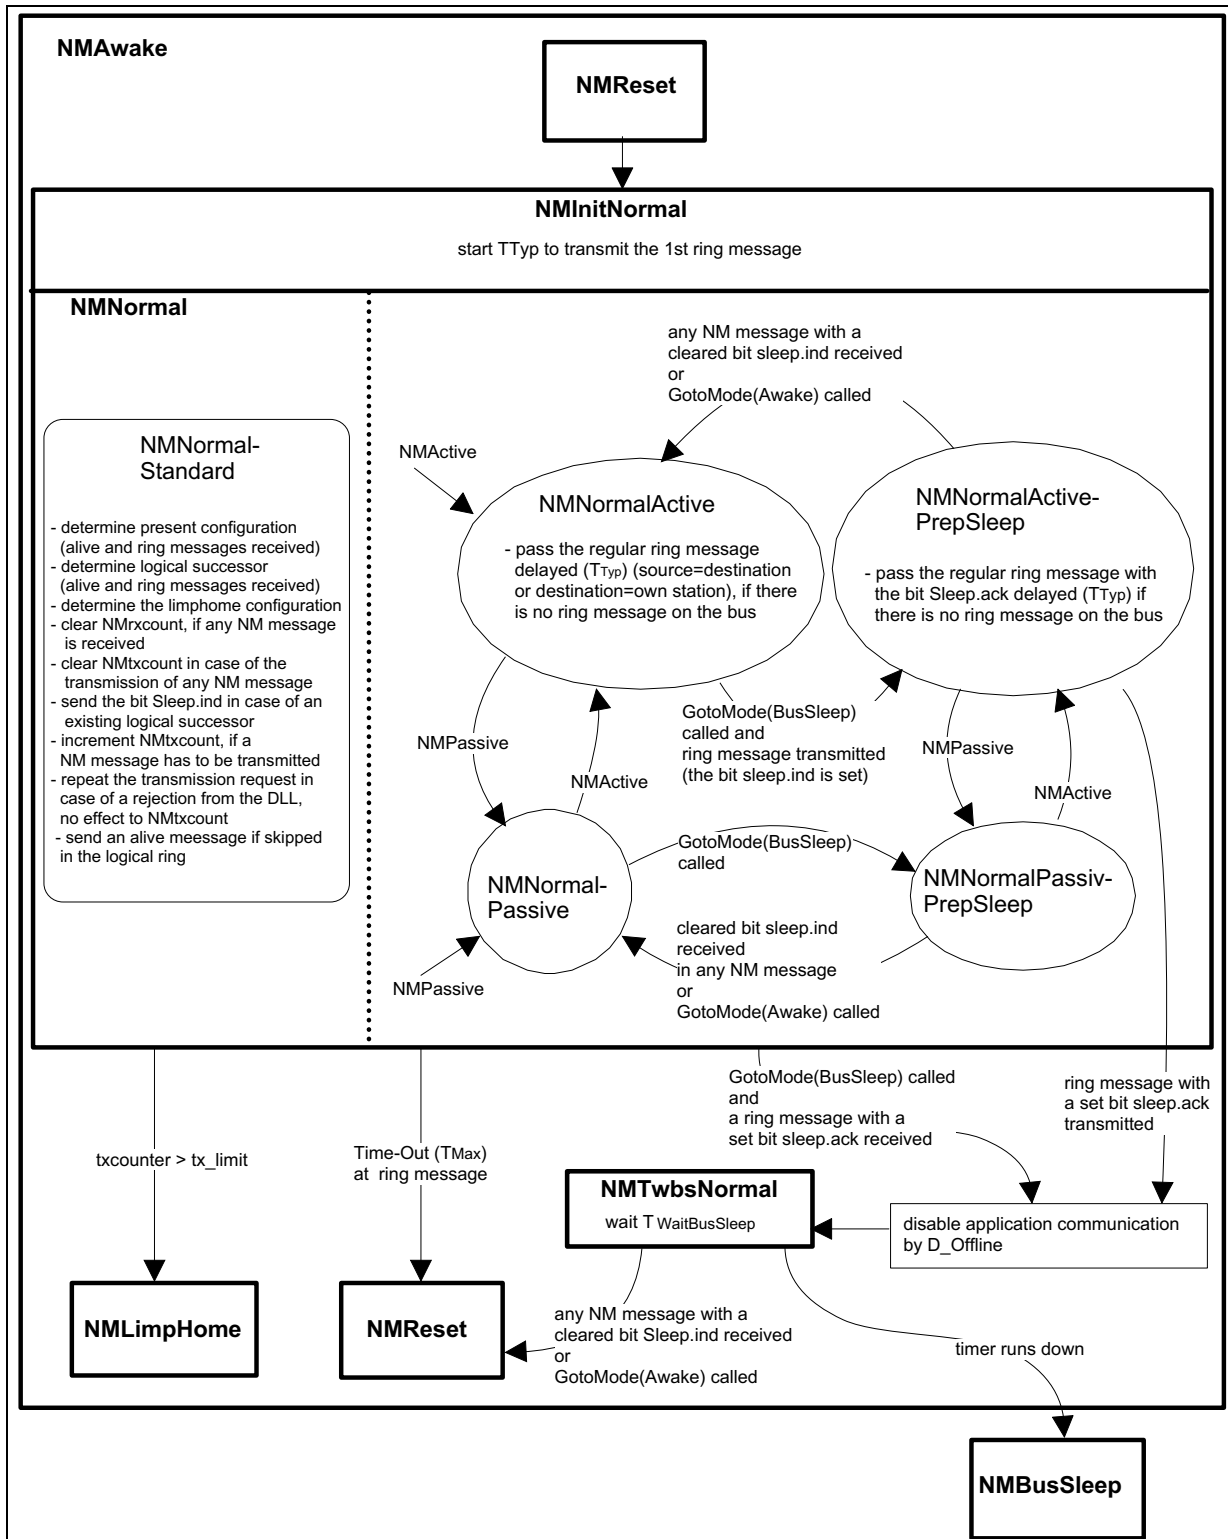 NMAwake
NMReset
NMInitNormal
start TTyp to transmit the 1st ring message
NMNormal
NMNormal-
Standard
- determine present configuration
(alive and ring messages received)
- determine logical successor
(alive and ring messages received)
- determine the limphome configuration
- clear NMrxcount, if any NM message
is received
- clear NMtxcount in case of the
transmission of any NM message
- send the bit Sleep.ind in case of an
existing logical successor
- increment NMtxcount, if a
NM message has to be transmitted
- repeat the transmission request in
case of a rejection from the DLL,
no effect to NMtxcount
- send an alive meessage if skipped
in the logical ring
any NM message with a
cleared bit sleep.ind received
or
GotoMode(Awake) called
NMActive
NMNormalActive
- pass the regular ring message
delayed (TTyp) (source=destination
or destination=own station), if there
is no ring message on the bus
NMNormalActive-
PrepSleep
- pass the regular ring message with
the bit Sleep.ack delayed (TTyp) if
there is no ring message on the bus
NMPassive
NMActive
GotoMode(BusSleep)
called and
ring message transmitted
(the bit sleep.ind is set)
NMPassive
NMActive
GotoMode(BusSleep)
called
NMNormal-
Passive
NMNormalPassiv-
PrepSleep
cleared bit sleep.ind
received
in any NM message
or
GotoMode(Awake) called
NMPassive
GotoMode(BusSleep) called
and
a ring message with a
set bit sleep.ack received
ring message with
a set bit sleep.ack
transmitted
txcounter > tx_limit
Time-Out (TMax)
at ring message
NMTwbsNormal
wait T WaitBusSleep
disable application communication
by D_Offline
NMLimpHome
NMReset
any NM message with a
cleared bit Sleep.ind received
or
GotoMode(Awake) called
timer runs down
NMBusSleep